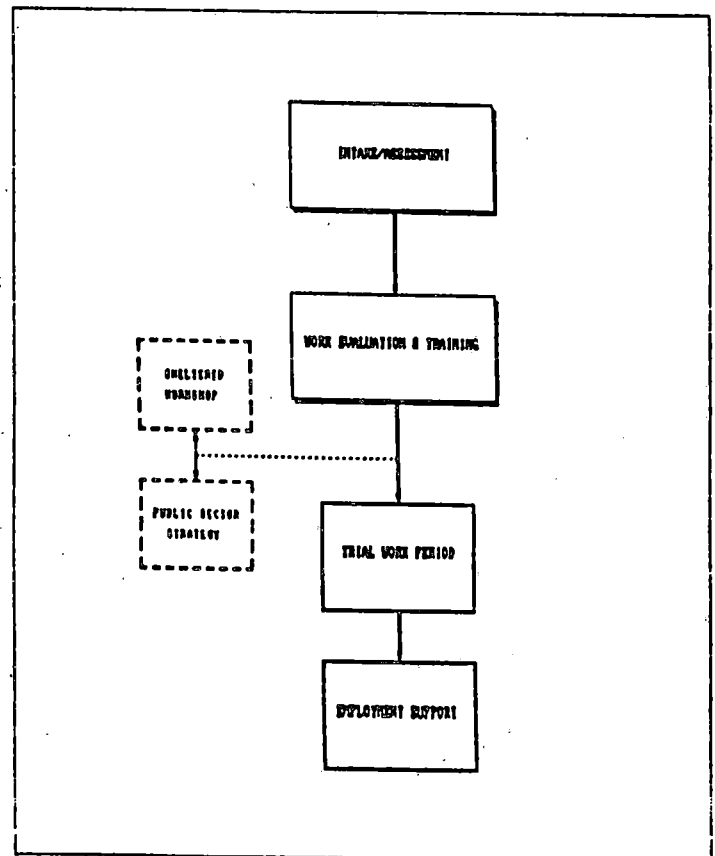 INTAKE/ASSESSMENT
WORK EVALUATION & TRAINING
SHELTERED
WORKSHOP
PUBLIC SECTOR
STRATEGY
TRIAL WORK PERIOD
EMPLOYMENT SUPPORT